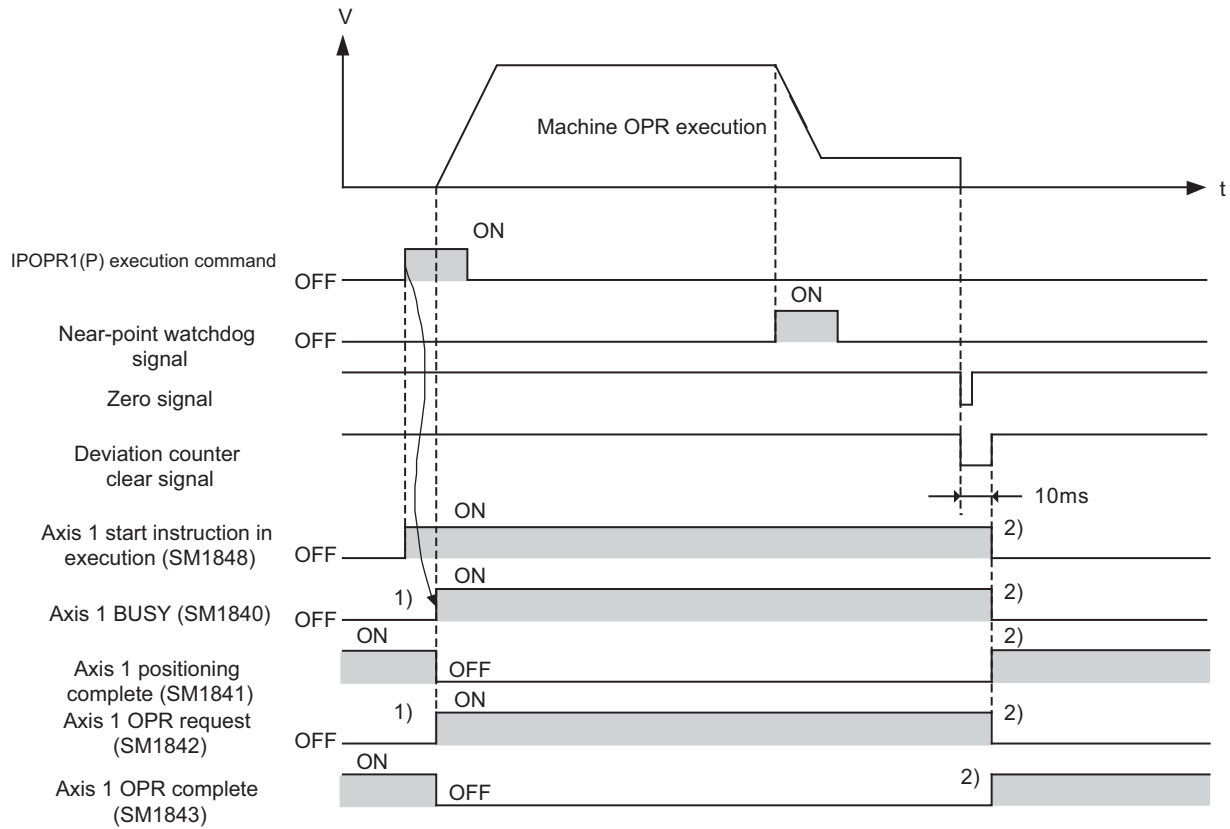 V
Machine OPR execution
t
ON
IPOPR1(P) execution command
OFF
ON
Near-point watchdog
signal
OFF
Zero signal
Deviation counter
clear signal
10ms
ON
2)
Axis 1 start instruction in
execution (SM1848)
OFF
ON
1)
2)
Axis 1 BUSY (SM1840)
OFF
ON
2)
Axis 1 positioning
complete (SM1841)
OFF
ON
1)
2)
Axis 1 OPR request
(SM1842)
OFF
ON
2)
Axis 1 OPR complete
(SM1843)
OFF